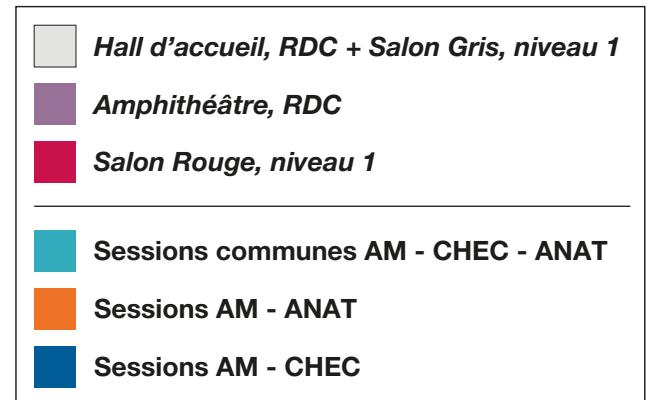 Hall d'accueil, RDC + Salon Gris, niveau 1
Amphithéâtre, RDC
Salon Rouge, niveau 1
Sessions communes AM - CHEC - ANAT
Sessions AM - ANAT
Sessions AM - CHEC